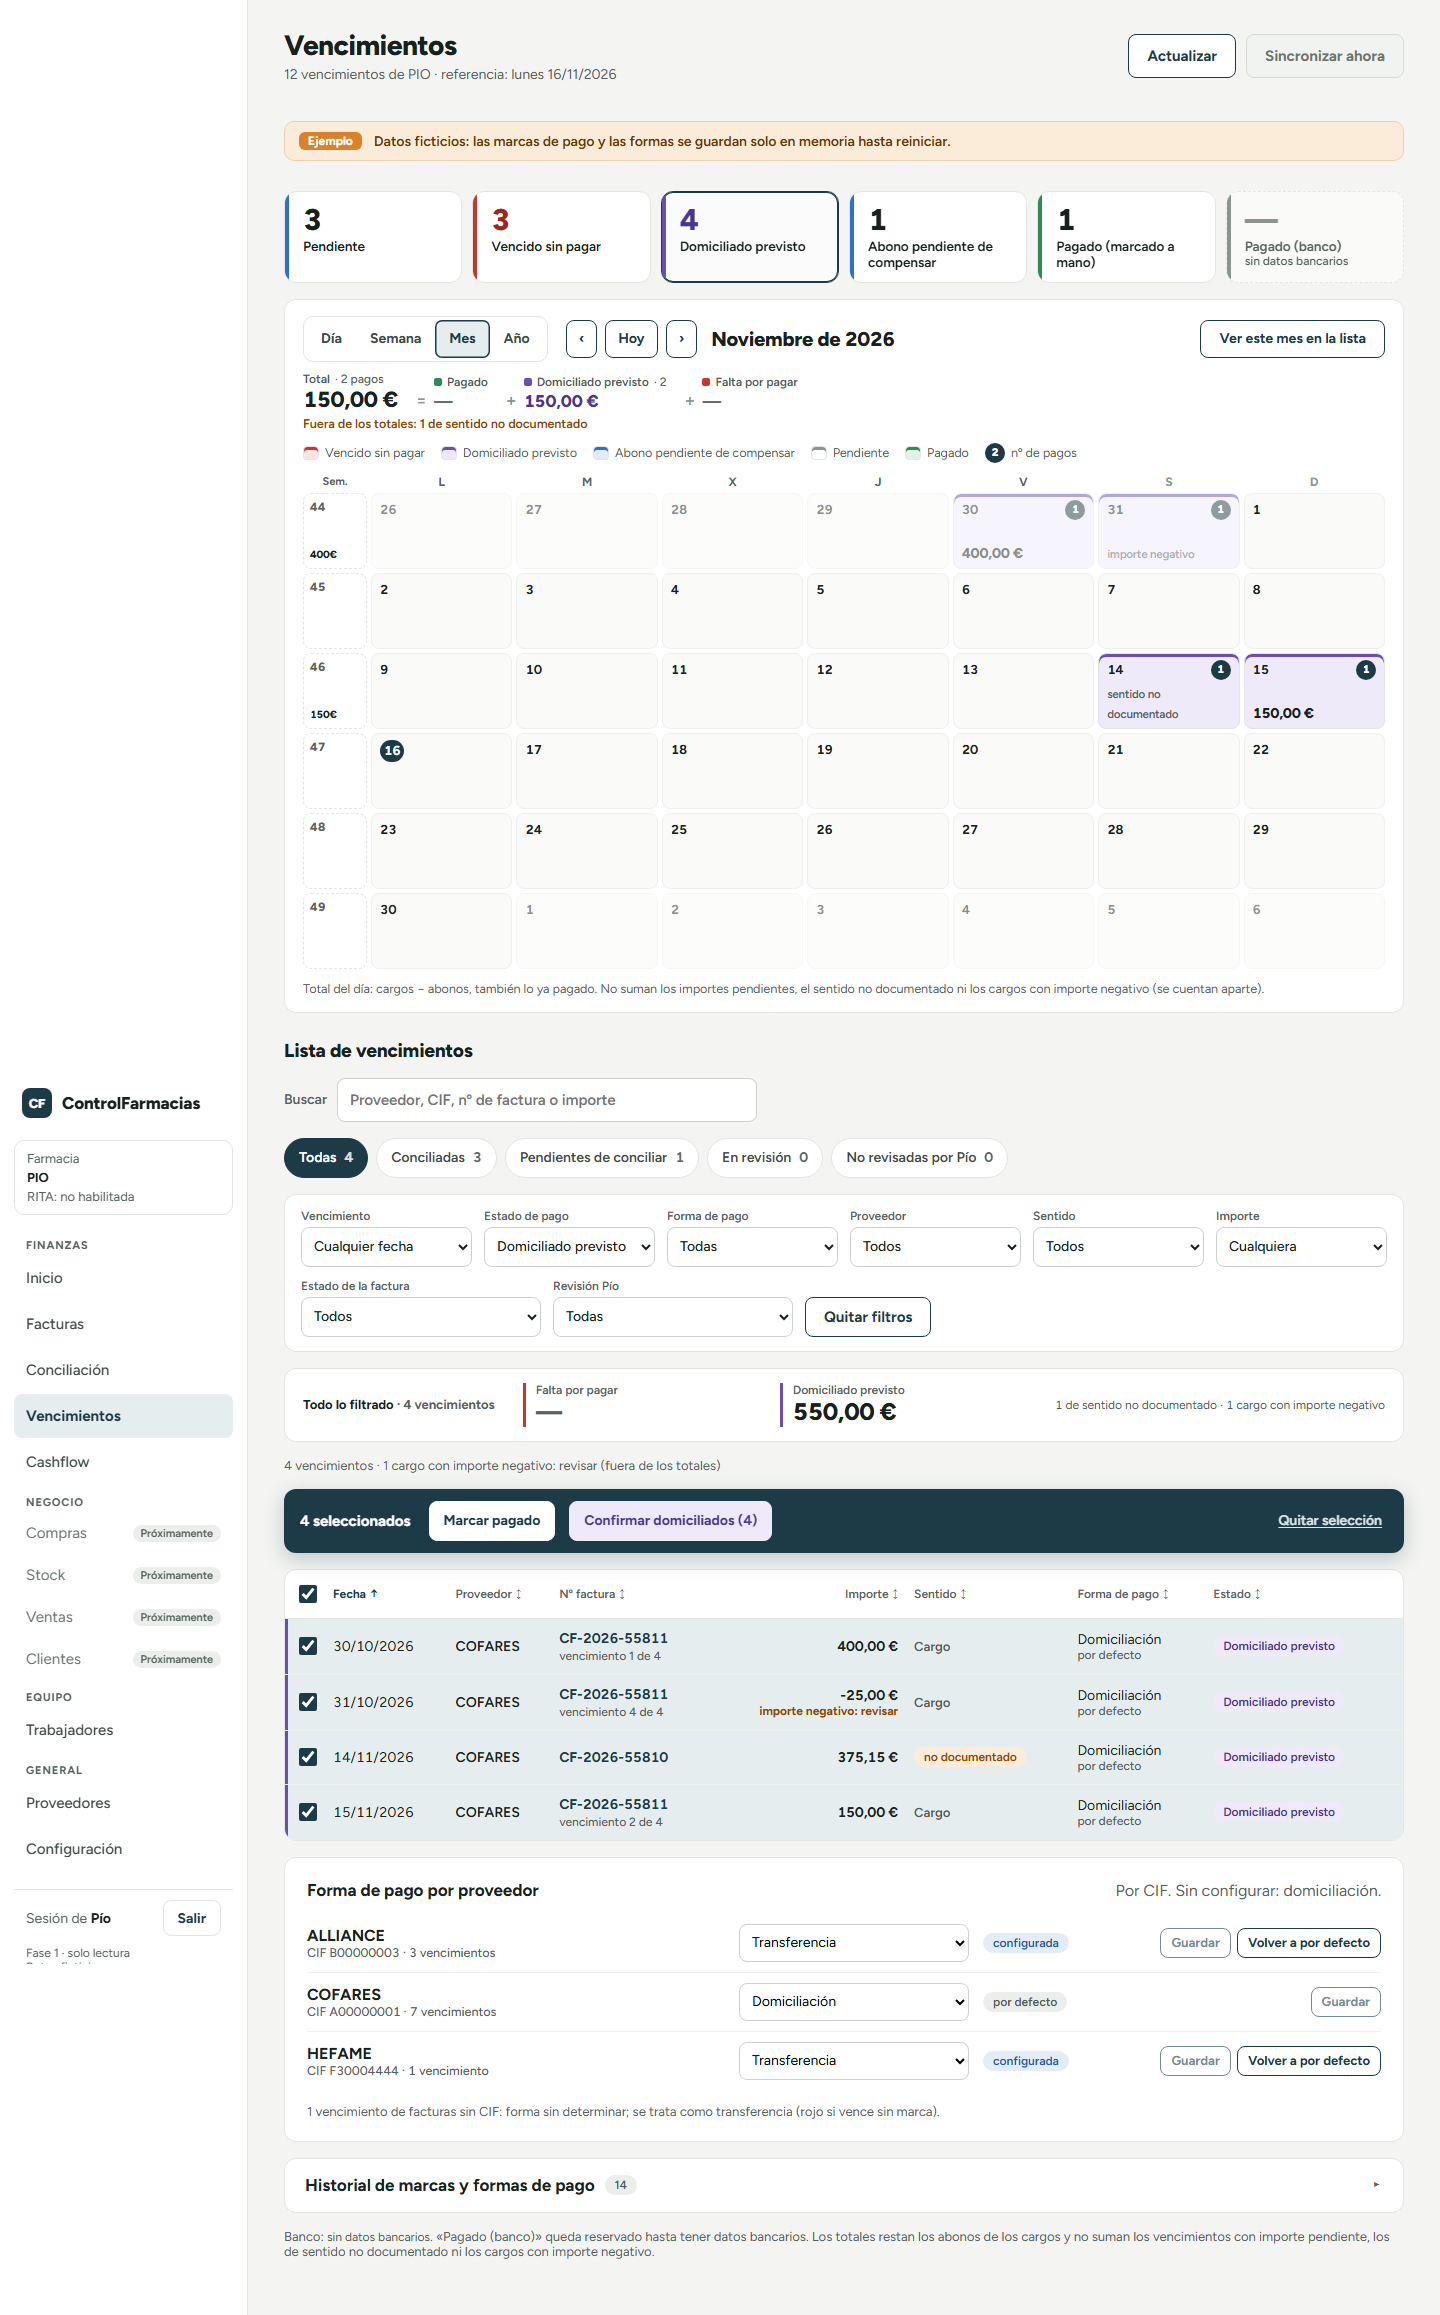 Vencimientos
12 vencimientos de PIO · referencia: lunes 16/11/2026
Actualizar
Sincronizar ahora
Ejemplo Datos ficticios: las marcas de pago y las formas se guardan solo en memoria hasta reiniciar.
3
Pendiente
3
Vencido sin pagar
4
Domiciliado previsto
1
Abono pendiente de
compensar
1
Pagado (marcado a
mano)
—
Pagado (banco)
sin datos bancarios
Día Semana Mes Año ‹ Hoy › Noviembre de 2026 Ver este mes en la lista
Total · 2 pagos
150,00 €
=
Pagado
—
+
Domiciliado previsto · 2
150,00 €
+
Falta por pagar
—
Fuera de los totales: 1 de sentido no documentado
Vencido sin pagar Domiciliado previsto Abono pendiente de compensar Pendiente Pagado 2 nº de pagos
Sem. L M X J V S D
44 26 27 28 29 30 1 31 1 1
400€ 400,00 € importe negativo
45 2 3 4 5 6 7 8
46 9 10 11 12 13 14 1 15 1
sentido no
documentado
150€ 150,00 €
47 16 17 18 19 20 21 22
48 23 24 25 26 27 28 29
49 30 1 2 3 4 5 6
Total del día: cargos − abonos, también lo ya pagado. No suman los importes pendientes, el sentido no documentado ni los cargos con importe negativo (se cuentan aparte).
Lista de vencimientos
Buscar Proveedor, CIF, nº de factura o importe
Todas 4 Conciliadas 3 Pendientes de conciliar 1 En revisión 0 No revisadas por Pío 0
Vencimiento Estado de pago Forma de pago Proveedor Sentido Importe
Cualquier fecha Domiciliado previsto Todas Todos Todos Cualquiera
Estado de la factura Revisión Pío
Todos Todas Quitar filtros
Todo lo filtrado · 4 vencimientos
Falta por pagar
—
Domiciliado previsto
550,00 €
1 de sentido no documentado · 1 cargo con importe negativo
4 vencimientos · 1 cargo con importe negativo: revisar (fuera de los totales)
4 seleccionados Marcar pagado Confirmar domiciliados (4) Quitar selección
Fecha ↑ Proveedor ↕ Nº factura ↕ Importe ↕ Sentido ↕ Forma de pago ↕ Estado ↕
30/10/2026 COFARES CF-2026-55811 400,00 € Cargo Domiciliación Domiciliado previsto
vencimiento 1 de 4 por defecto
31/10/2026 COFARES CF-2026-55811 -25,00 € Cargo Domiciliación Domiciliado previsto
vencimiento 4 de 4 importe negativo: revisar por defecto
14/11/2026 COFARES CF-2026-55810 375,15 € no documentado Domiciliación Domiciliado previsto
por defecto
15/11/2026 COFARES CF-2026-55811 150,00 € Cargo Domiciliación Domiciliado previsto
vencimiento 2 de 4 por defecto
Forma de pago por proveedor Por CIF. Sin configurar: domiciliación.
ALLIANCE
CIF B00000003 · 3 vencimientos
Transferencia configurada Guardar Volver a por defecto
COFARES
CIF A00000001 · 7 vencimientos
Domiciliación por defecto Guardar
HEFAME
CIF F30004444 · 1 vencimiento
Transferencia configurada Guardar Volver a por defecto
1 vencimiento de facturas sin CIF: forma sin determinar; se trata como transferencia (rojo si vence sin marca).
Historial de marcas y formas de pago 14
Banco: sin datos bancarios. «Pagado (banco)» queda reservado hasta tener datos bancarios. Los totales restan los abonos de los cargos y no suman los vencimientos con importe pendiente, los
de sentido no documentado ni los cargos con importe negativo.
CF ControlFarmacias
Farmacia
PIO
RITA: no habilitada
FINANZAS
Inicio
Facturas
Conciliación
Vencimientos
Cashflow
NEGOCIO
Compras Próximamente
Stock Próximamente
Ventas Próximamente
Clientes Próximamente
EQUIPO
Trabajadores
GENERAL
Proveedores
Configuración
Sesión de Pío Salir
Fase 1 · solo lectura